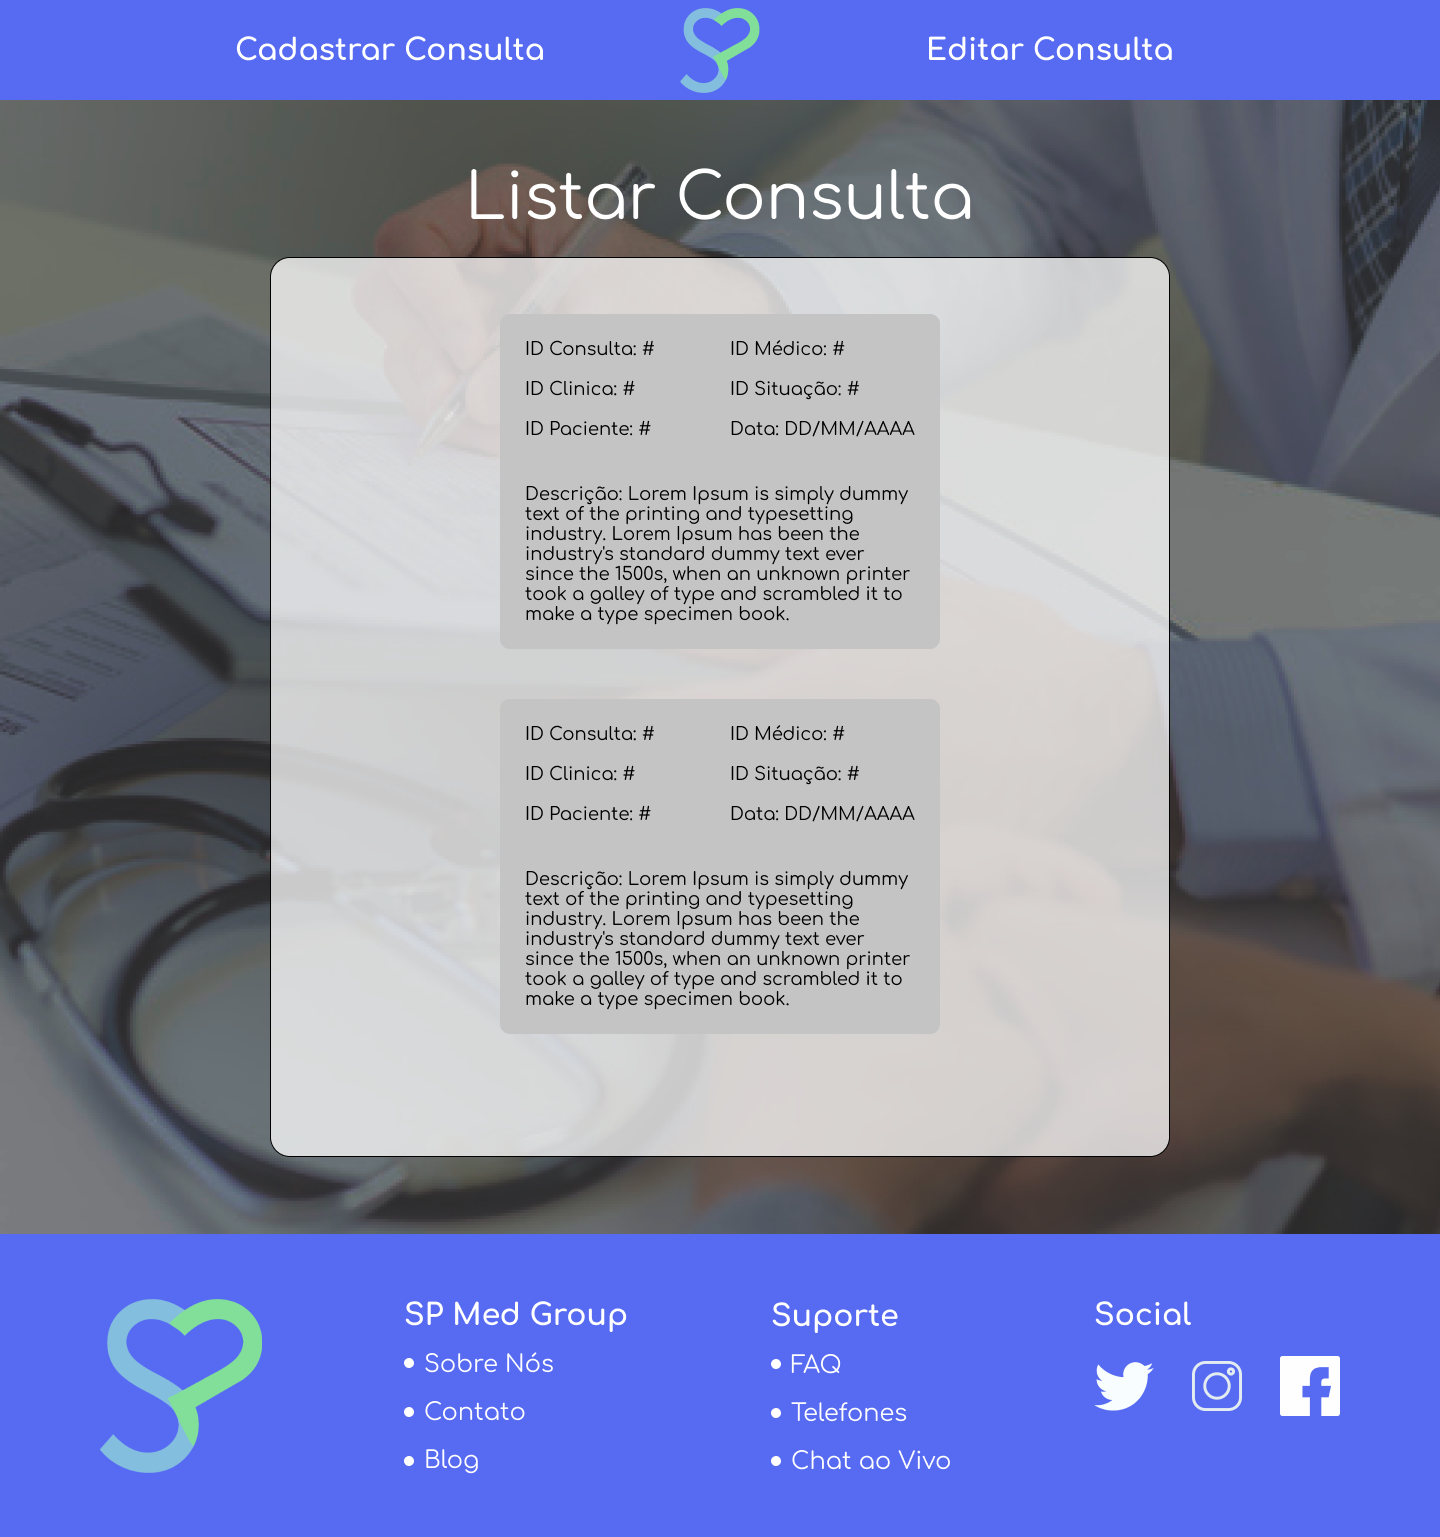 Cadastrar Consulta
Editar Consulta
Listar Consulta
ID Consulta: #
ID Médico: #
ID Clinica: #
ID Situação: #
ID Paciente: #
Data: DD/MM/AAAA
Descrição: Lorem Ipsum is simply dummy
text of the printing and typesetting
industry. Lorem Ipsum has been the
industry's standard dummy text ever
since the 1500s, when an unknown printer
took a galley of type and scrambled it to
make a type specimen book.
ID Consulta: #
ID Médico: #
ID Clinica: #
ID Situação: #
ID Paciente: #
Data: DD/MM/AAAA
Descrição: Lorem Ipsum is simply dummy
text of the printing and typesetting
industry. Lorem Ipsum has been the
industry's standard dummy text ever
since the 1500s, when an unknown printer
took a galley of type and scrambled it to
make a type specimen book.
SP Med Group
Sobre Nós
Contato
Blog
Suporte
FAQ
Telefones
Chat ao Vivo
Social